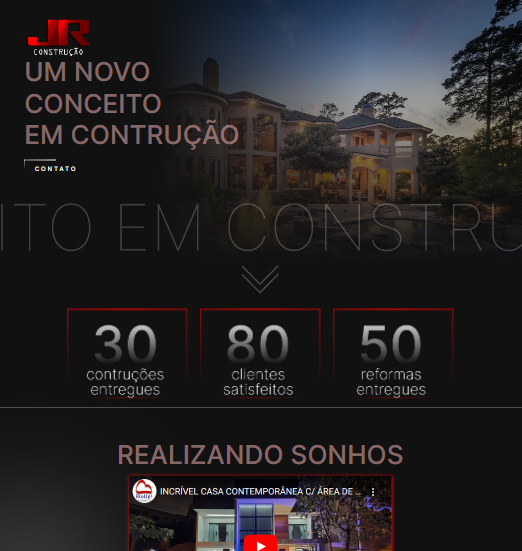 JR
CONSTRUÇÃO
UM NOVO
CONCEITO
EM CONTRUÇÃO
CONTATO
ITO EM CONSTRU
30
contruções
entregues
80
clientes
satisfeitos
50
reformas
entregues
REALIZANDO SONHOS
INCRÍVEL CASA CONTEMPORÂNEA C/ ÁREA DE ...